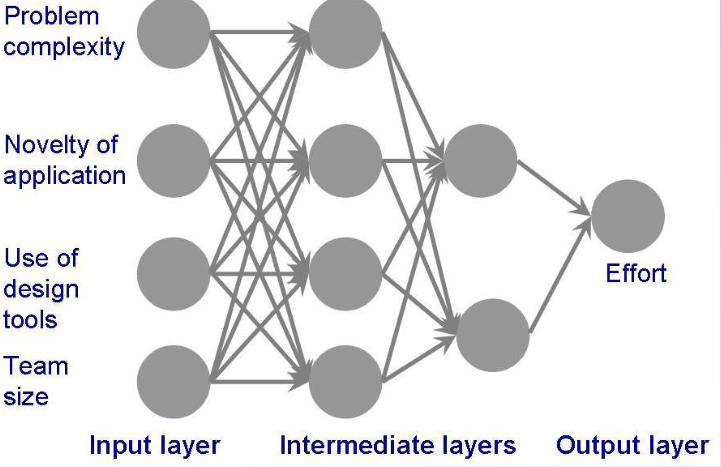 Problem
complexity
Novelty of
application
Use of
design
tools
Effort
Team
size
Input layer
Intermediate layers
Output layer